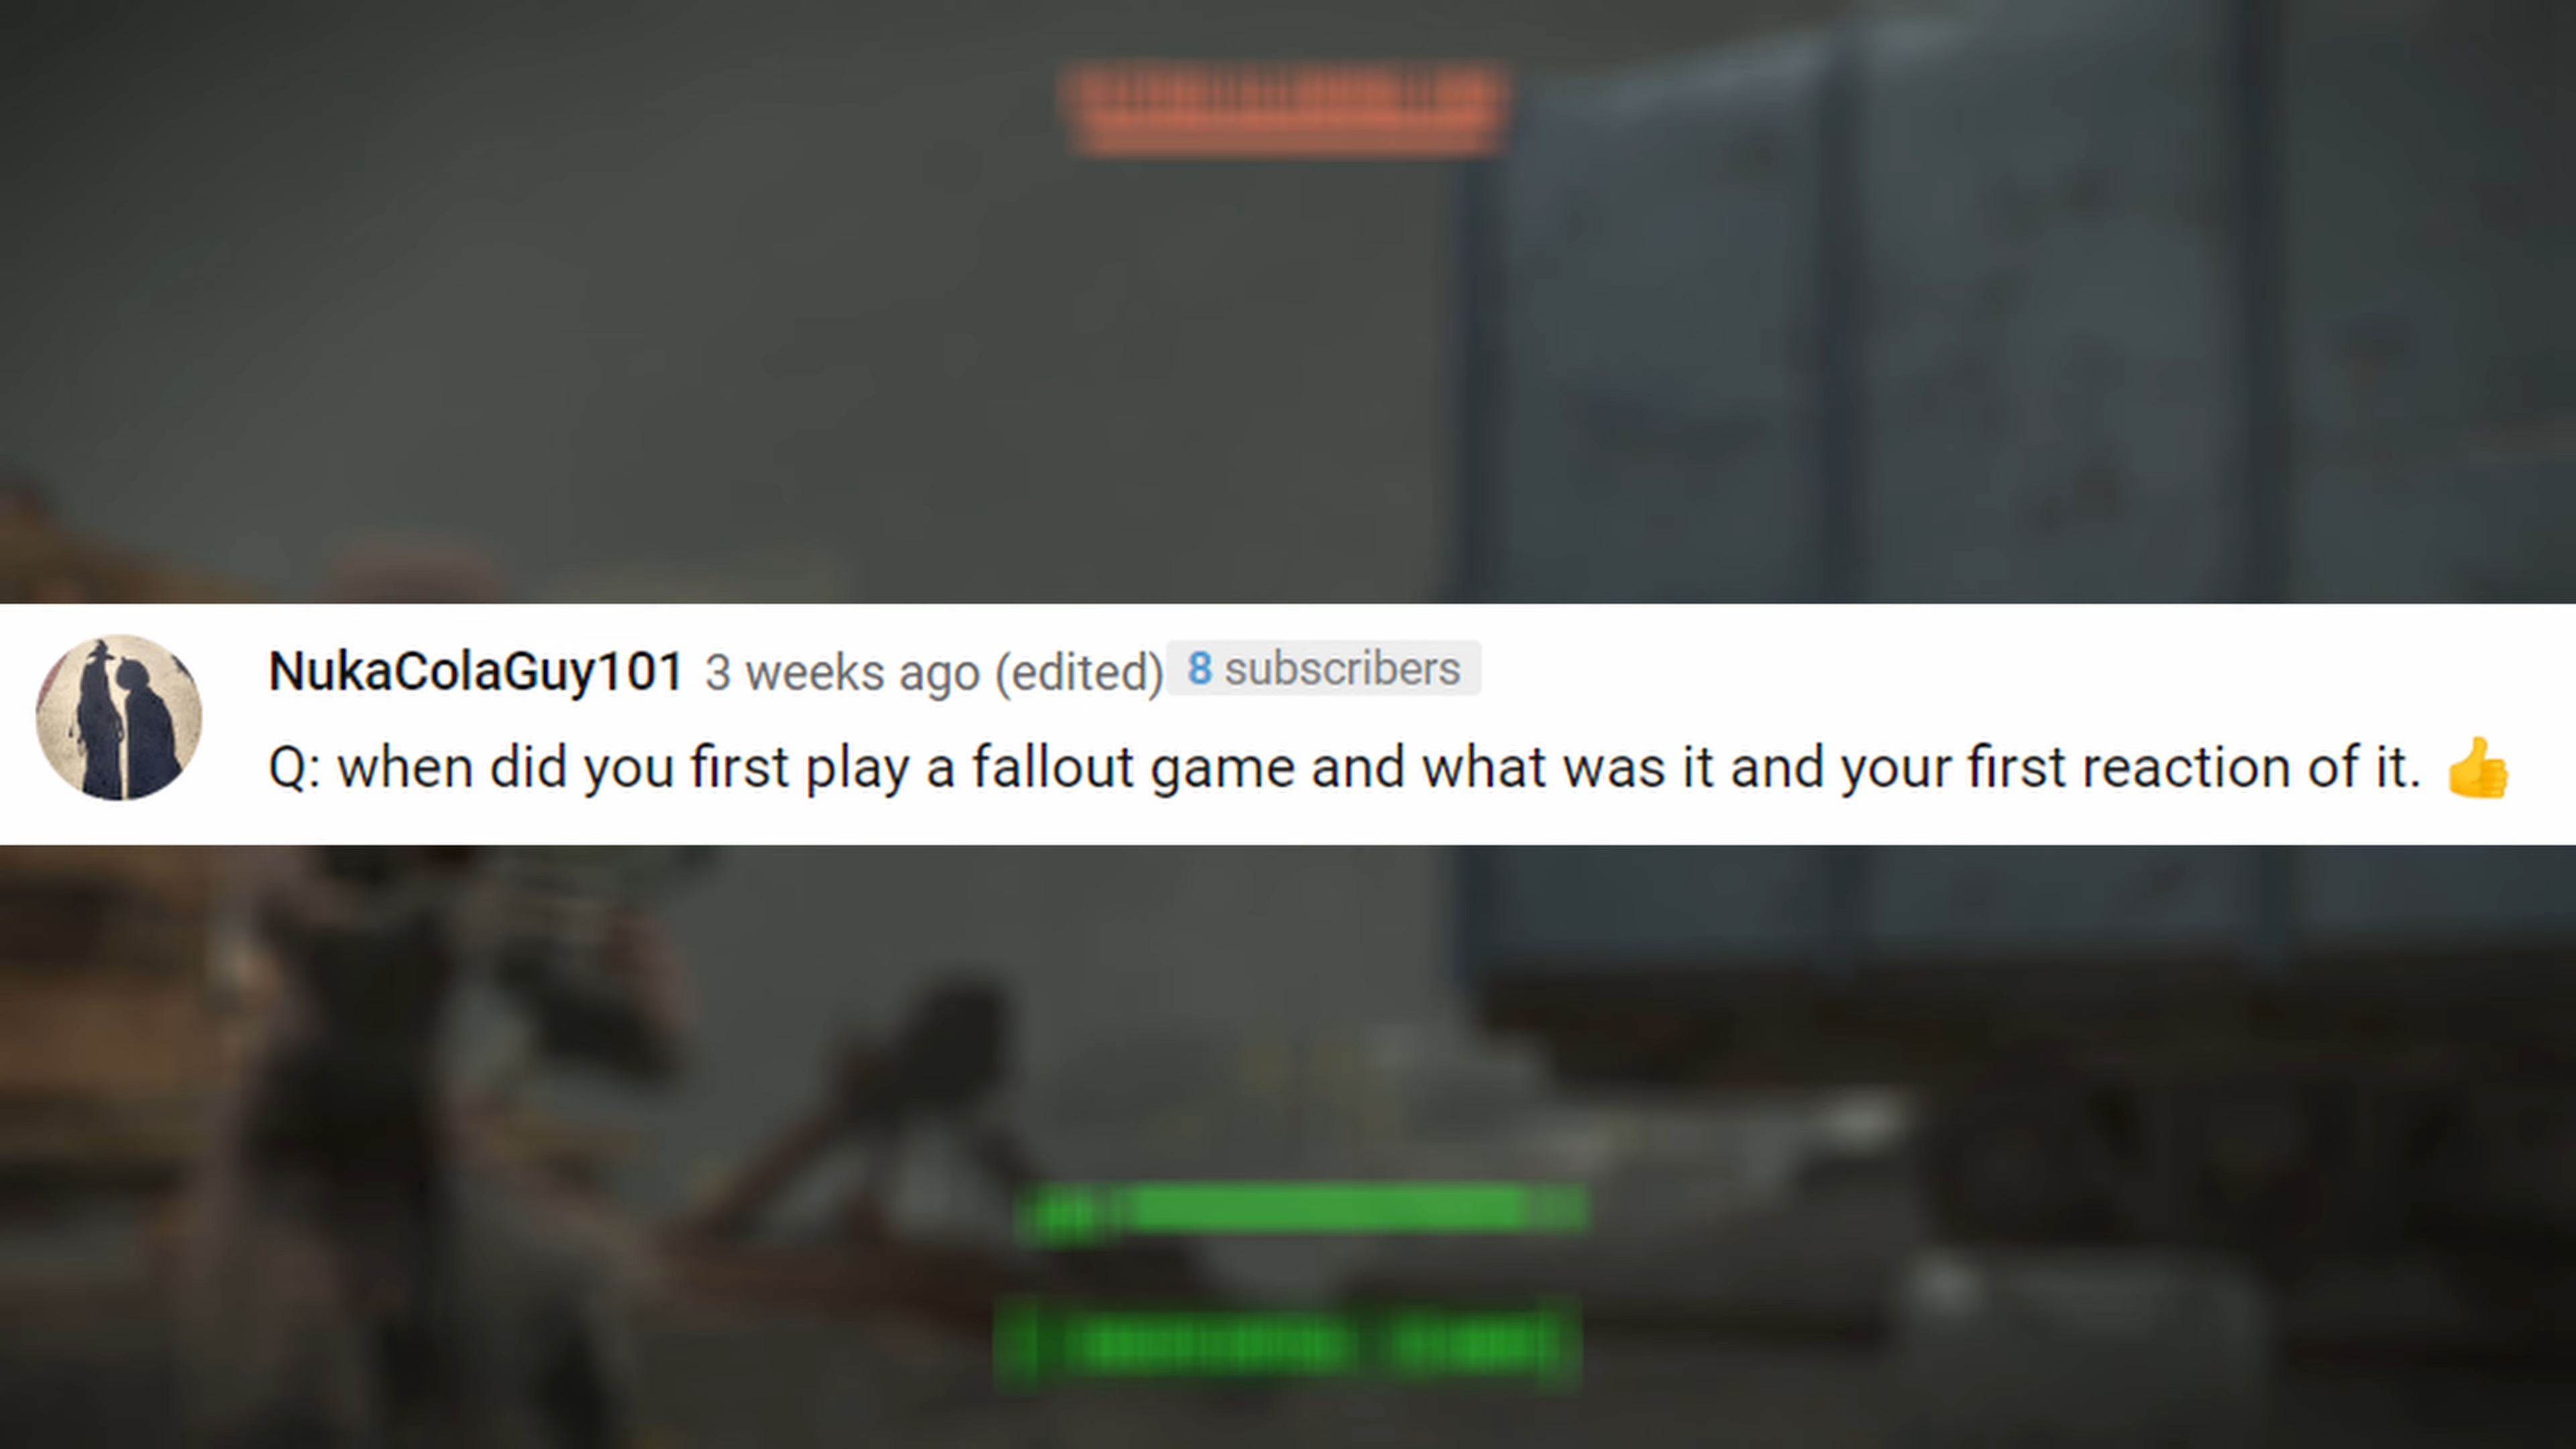 NukaColaGuy101 3 weeks ago (edited) 8 subscribers
Q: when did you first play a fallout game and what was it and your first reaction of it. 👍